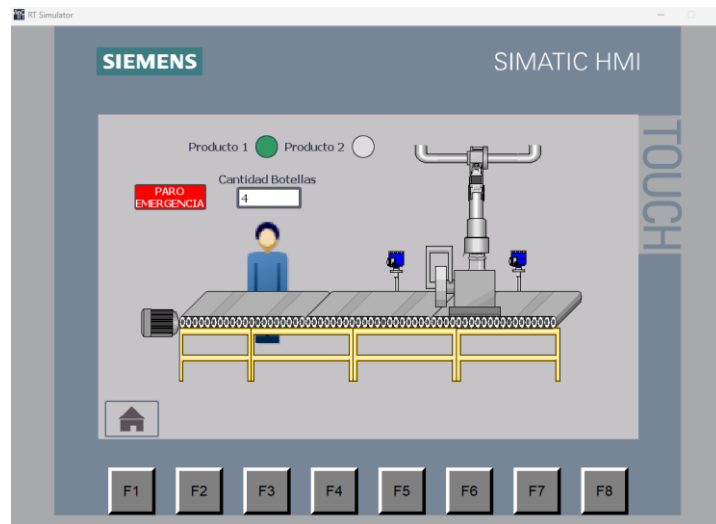 RT Simulator
SIEMENS
SIMATIC HMI
TOUCH
Producto 1
Producto 2
Cantidad Botellas
4
PARO
EMERGENCIA
F1
F2
F3
F4
F5
F6
F7
F8